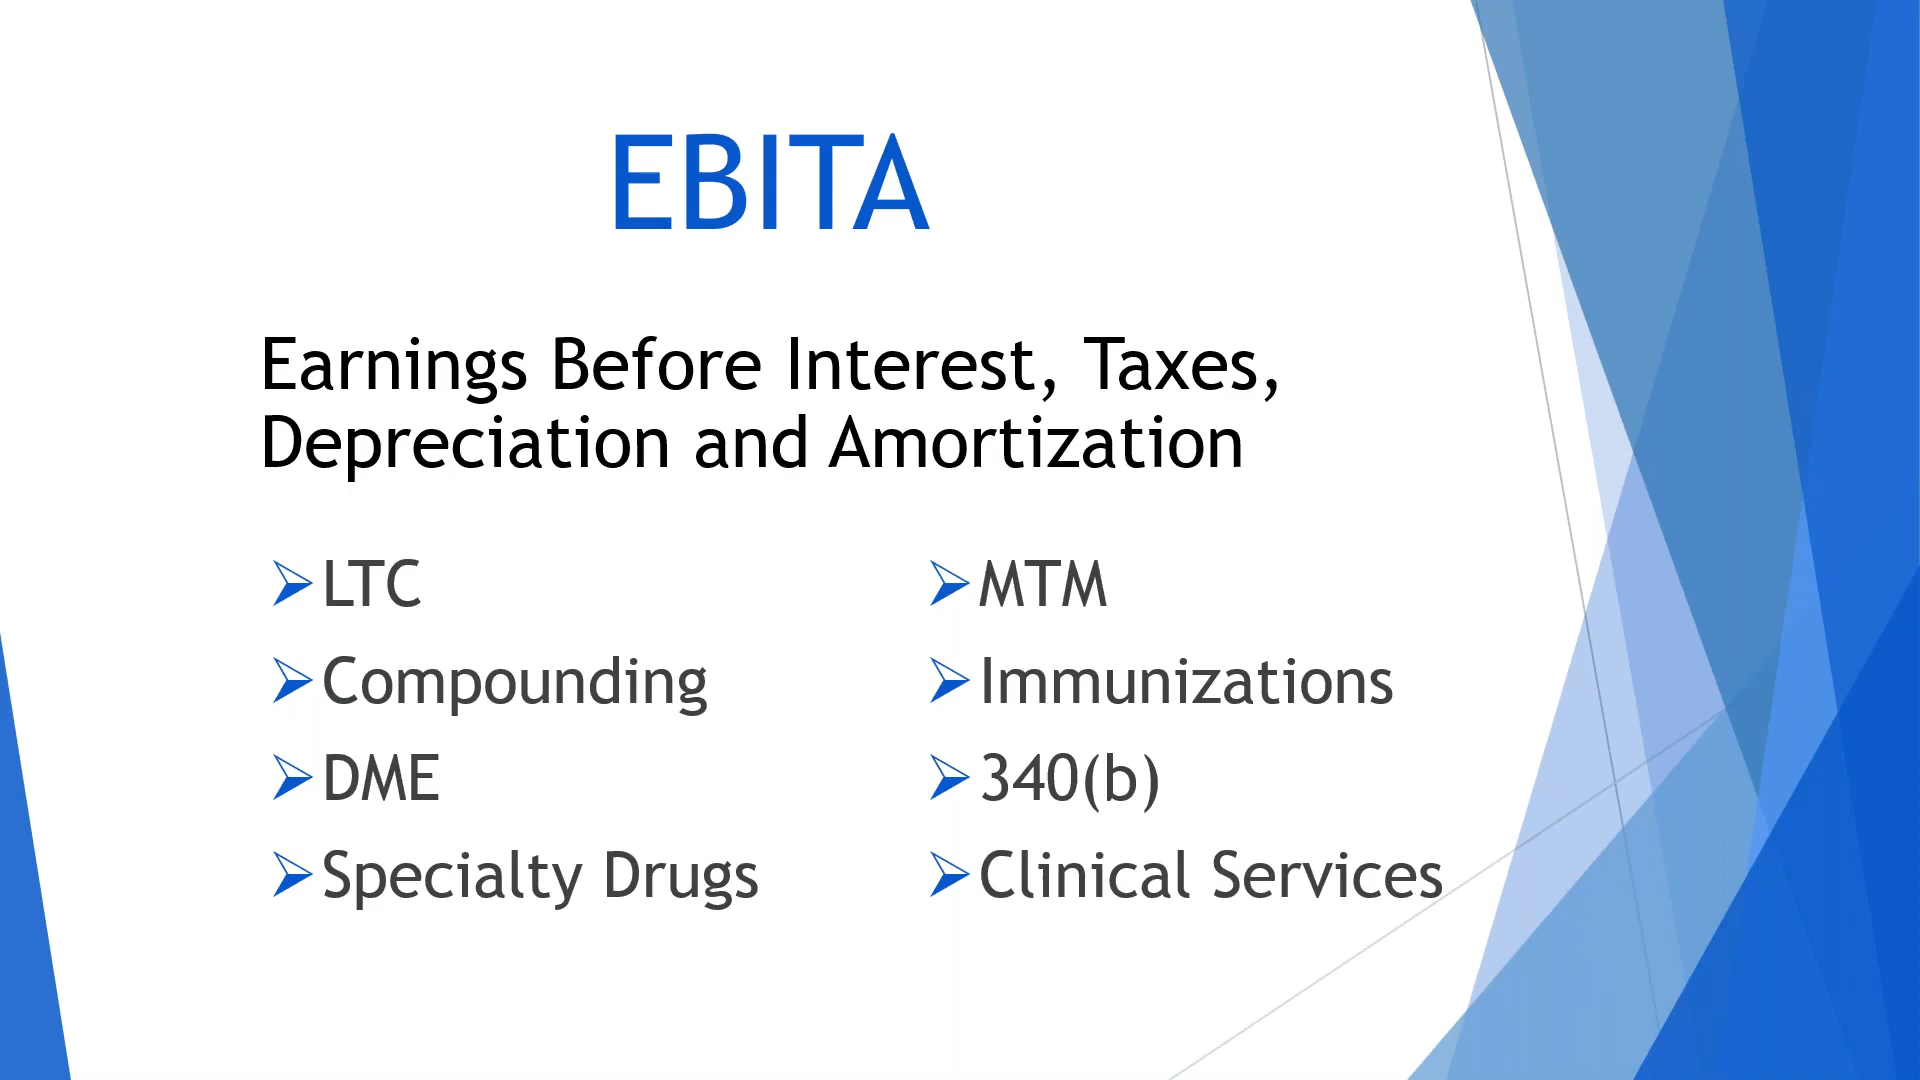 EBITA
Earnings Before Interest, Taxes,
Depreciation and Amortization
LTC
Compounding
DME
Specialty Drugs
MTM
Immunizations
340(b)
Clinical Services